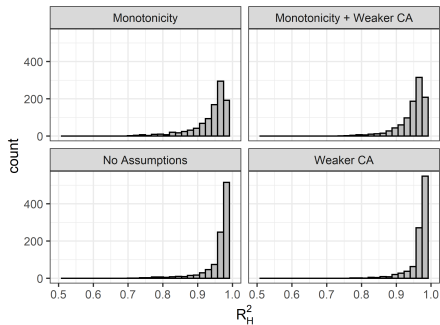 Monotonicity
Monotonicity + Weaker CA
400
200
0
No Assumptions
Weaker CA
400
200
0
count
0.5 0.6 0.7 0.8 0.9 1.0
0.5 0.6 0.7 0.8 0.9 1.0
R²H